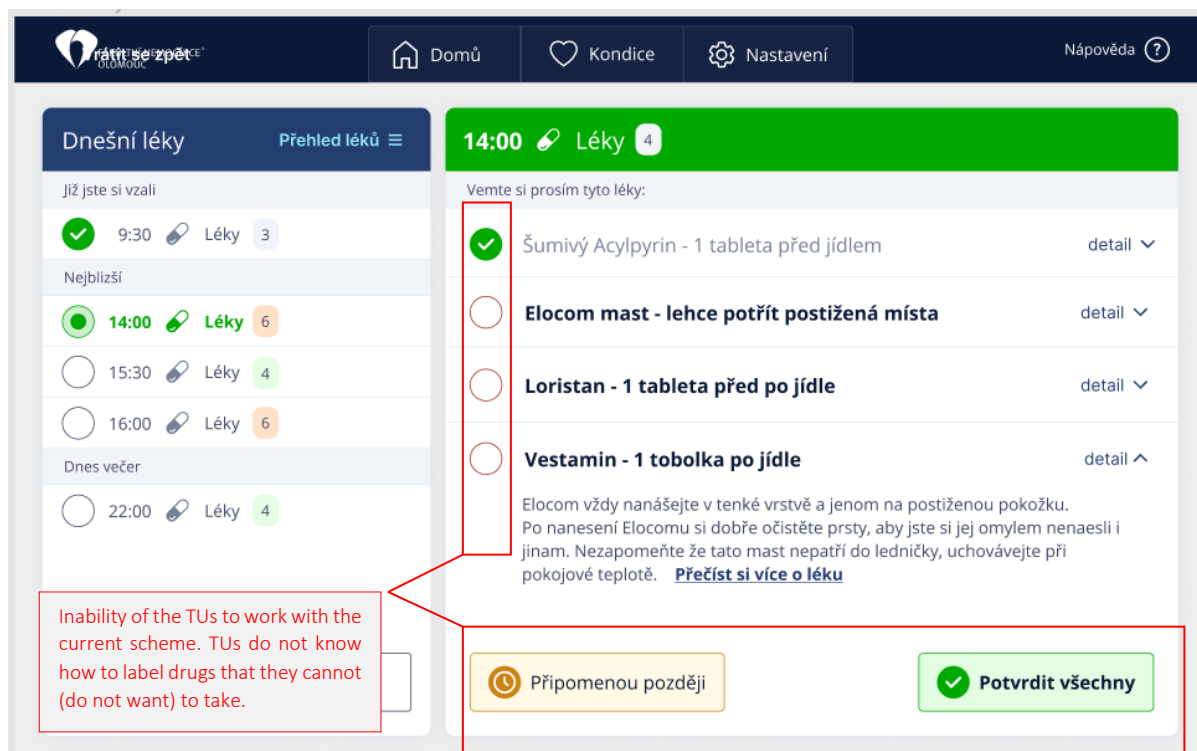 rátit se zpět
OLOMOUC
Domů
Kondice
Nastavení
Nápověda ?
Dnešní léky
Přehled léků
Již jste si vzali
9:30 Léky 3
Nejbližší
14:00 Léky 6
15:30 Léky 4
16:00 Léky 6
Dnes večer
22:00 Léky 4
14:00 Léky 4
Vemte si prosím tyto léky:
Šumivý Acylpyrin - 1 tableta před jídlem detail
Elocom mast - lehce potřít postižená místa detail
Loristan - 1 tableta před po jídle detail
Vestamin - 1 tobolka po jídle detail
Elocom vždy nanášejte v tenké vrstvě a jenom na postiženou pokožku.
Po nanesení Elocomu si dobře očistěte prsty, aby jste si jej omylem nenaesli i
jinam. Nezapomeňte že tato mast nepatří do ledničky, uchovávejte při
pokojové teplotě. Přečíst si více o léku
Připomenou později
Potvrdit všechny
Inability of the TUs to work with the
current scheme. TUs do not know
how to label drugs that they cannot
(do not want) to take.